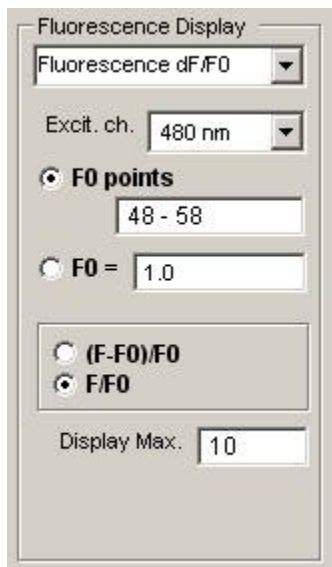 Fluorescence Display
Fluorescence dF/F0
Excit. ch. 480 nm
F0 points
48 - 58
F0 = 1.0
(F-F0)/F0
F/F0
Display Max. 10